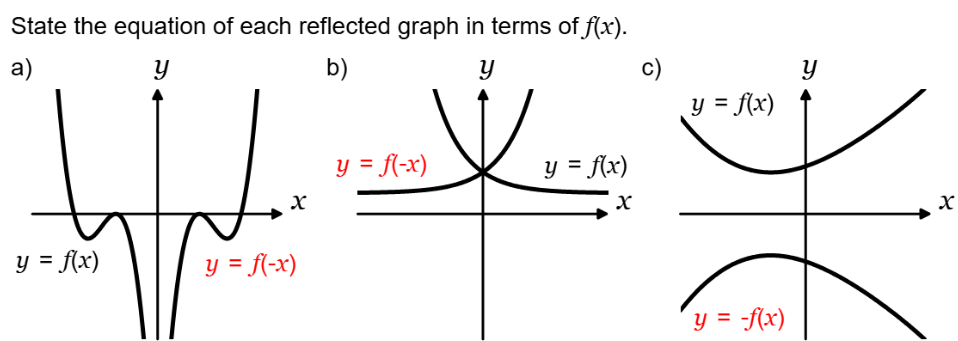 State the equation of each reflected graph in terms of f(x).
a) y
b) y
c) y
y = f(x)
y = f(-x)
y = f(x)
x
x
x
y = f(x)
y = f(-x)
y = -f(x)